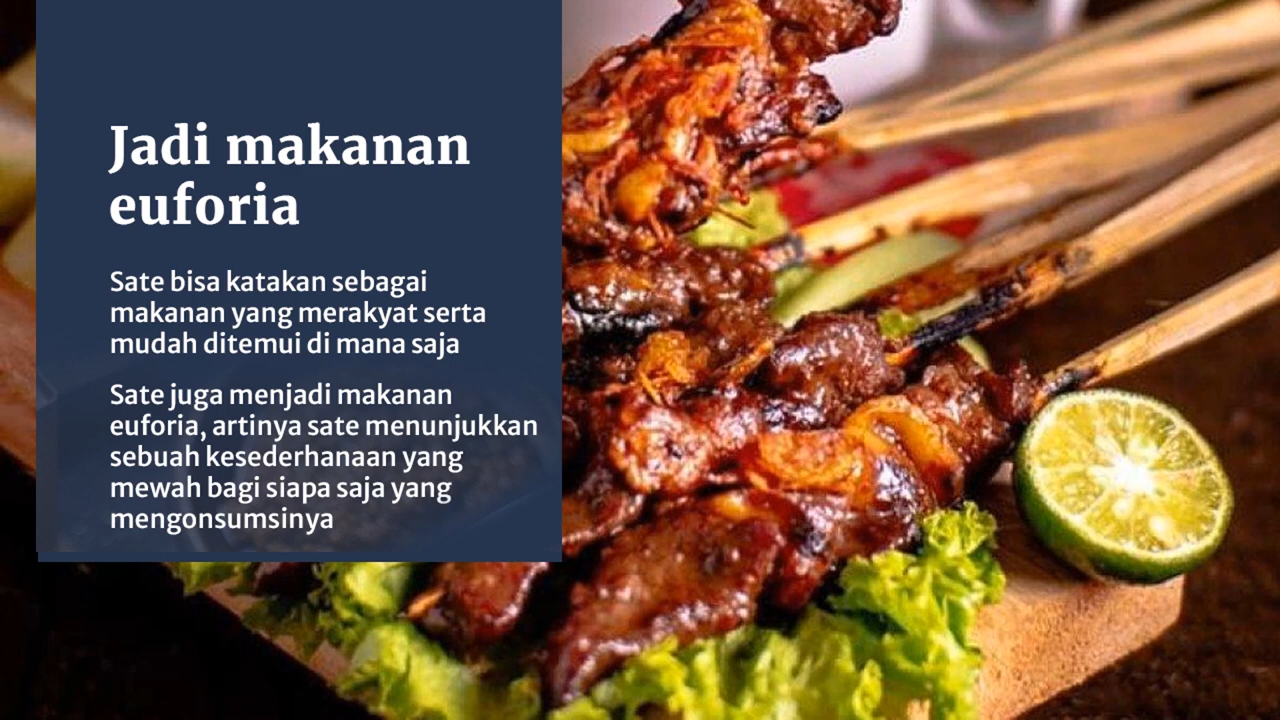 Jadi makanan
euforia
Sate bisa katakan sebagai
makanan yang merakyat serta
mudah ditemui di mana saja
Sate juga menjadi makanan
euforia, artinya sate menunjukkan
sebuah kesederhanaan yang
mewah bagi siapa saja yang
mengonsumsinya